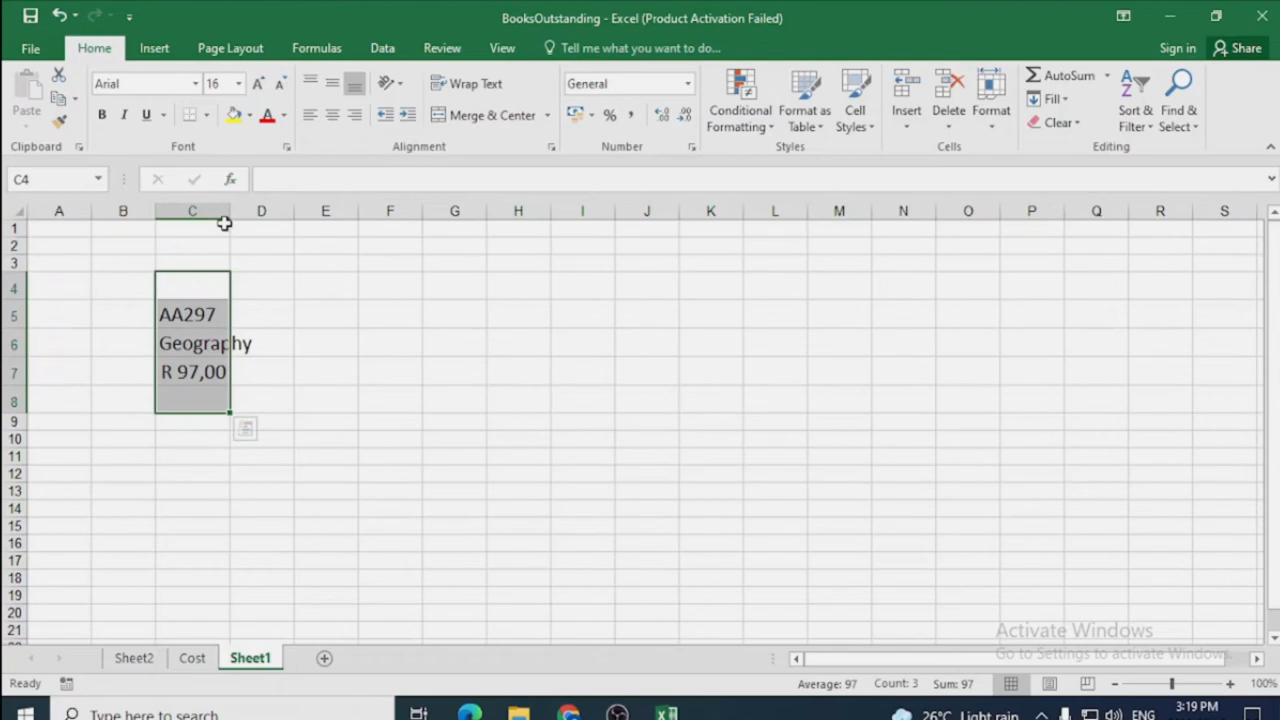 BooksOutstanding - Excel (Product Activation Failed)
File Home Insert Page Layout Formulas Data Review View Tell me what you want to do... Sign in Share
Paste Arial 16 Wrap Text General Conditional Formatting Format as Table Cell Styles Insert Delete Format AutoSum Sort & Filter Find & Select
B I U Merge & Center % , Fill
Clear
Clipboard Font Alignment Number Styles Cells Editing
C4 fx
A B C D E F G H I J K L M N O P Q R S
1
2
3
4
5 AA297
6 Geography
7 R 97,00
8
9
10
11
12
13
14
15
16
17
18
19
20
21
Activate Windows
Go to Settings to activate Windows.
Sheet2 Cost Sheet1
Ready Average: 97 Count: 3 Sum: 97 100%
Type here to search 26°C Light rain ENG 3:19 PM